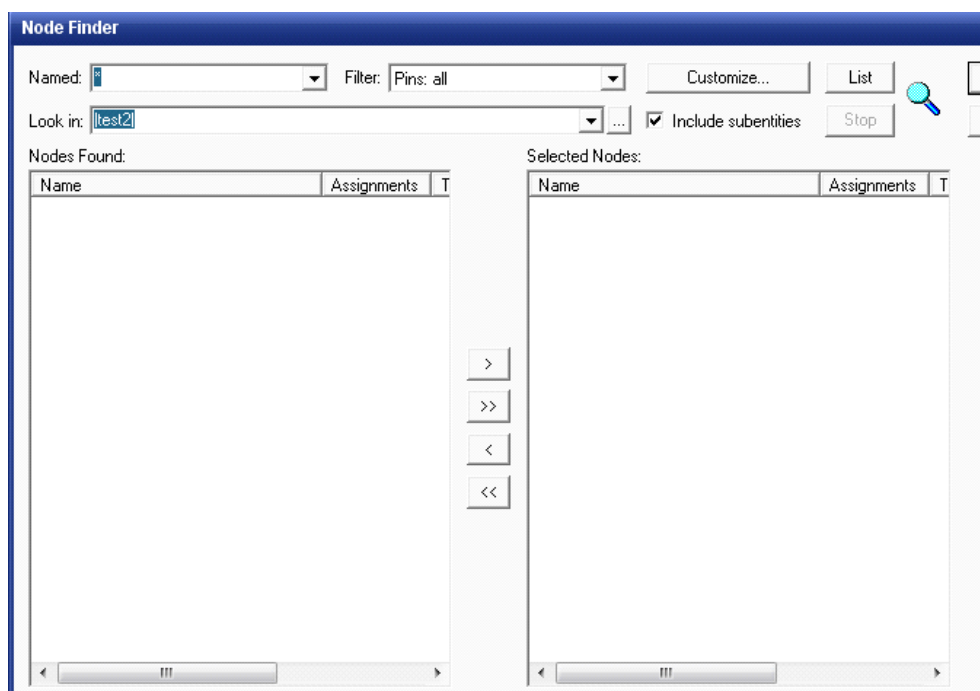 Node Finder
Named: * Filter: Pins: all Customize... List
Look in: |test2| ... Include subentities Stop
Nodes Found: Selected Nodes:
Name Assignments T Name Assignments T
>
>>
<
<<